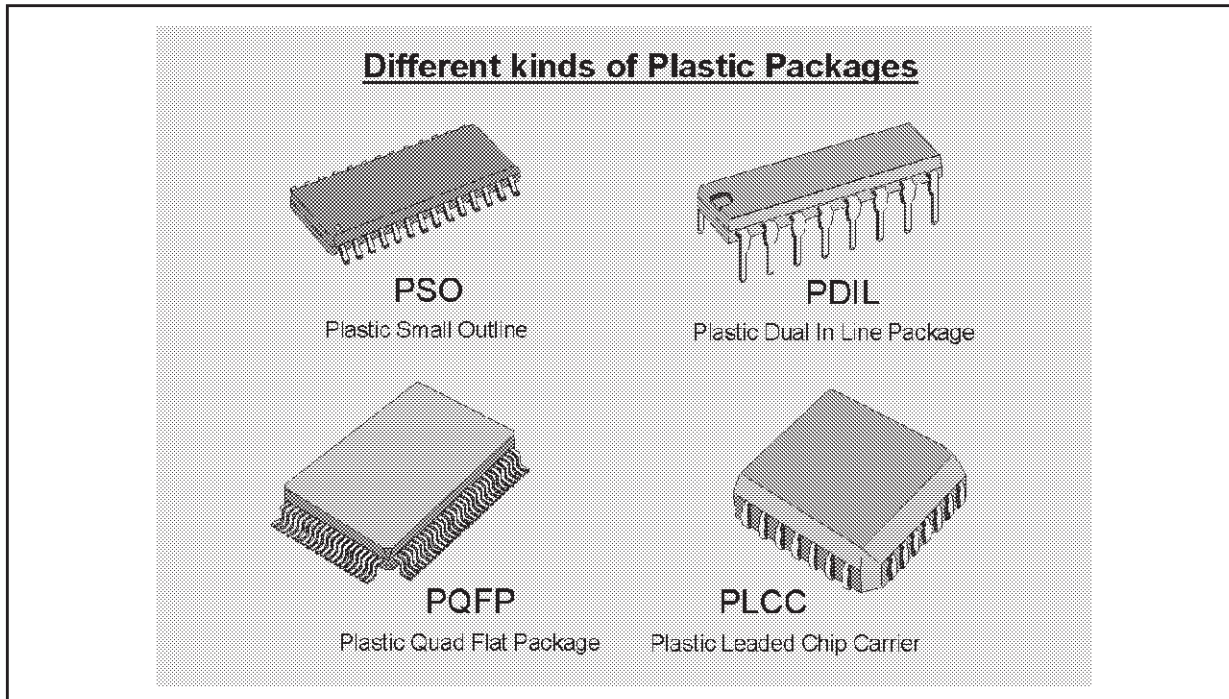 Different kinds of Plastic Packages
PSO
Plastic Small Outline
PDIL
Plastic Dual In Line Package
PQFP
Plastic Quad Flat Package
PLCC
Plastic Leaded Chip Carrier